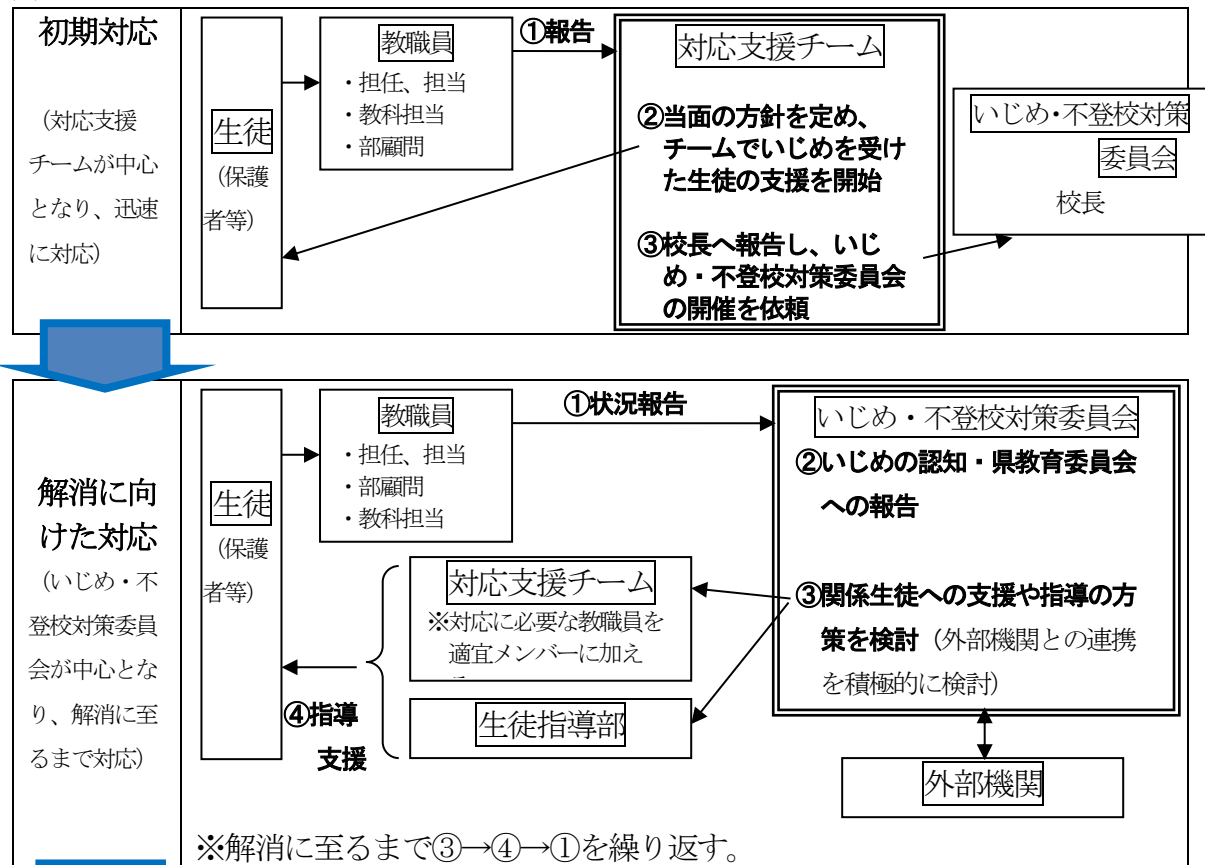 初期対応
（対応支援
チームが中心
となり、迅速
に対応）
生徒
（保護
者等）
教職員
・担任、担当
・教科担当
・部顧問
①報告
対応支援チーム
②当面の方針を定め、
チームでいじめを受け
た生徒の支援を開始
③校長へ報告し、いじ
め・不登校対策委員会
の開催を依頼
いじめ・不登校対策
委員会
校長
解消に向
けた対応
（いじめ・不
登校対策委員
会が中心とな
り、解消に至
るまで対応）
生徒
（保護
者等）
教職員
・担任、担当
・部顧問
・教科担当
①状況報告
いじめ・不登校対策委員会
②いじめの認知・県教育委員会
への報告
③関係生徒への支援や指導の方
策を検討（外部機関との連携
を積極的に検討）
対応支援チーム
※対応に必要な教職員を
適宜メンバーに加え
生徒指導部
④指導
支援
外部機関
※解消に至るまで③→④→①を繰り返す。